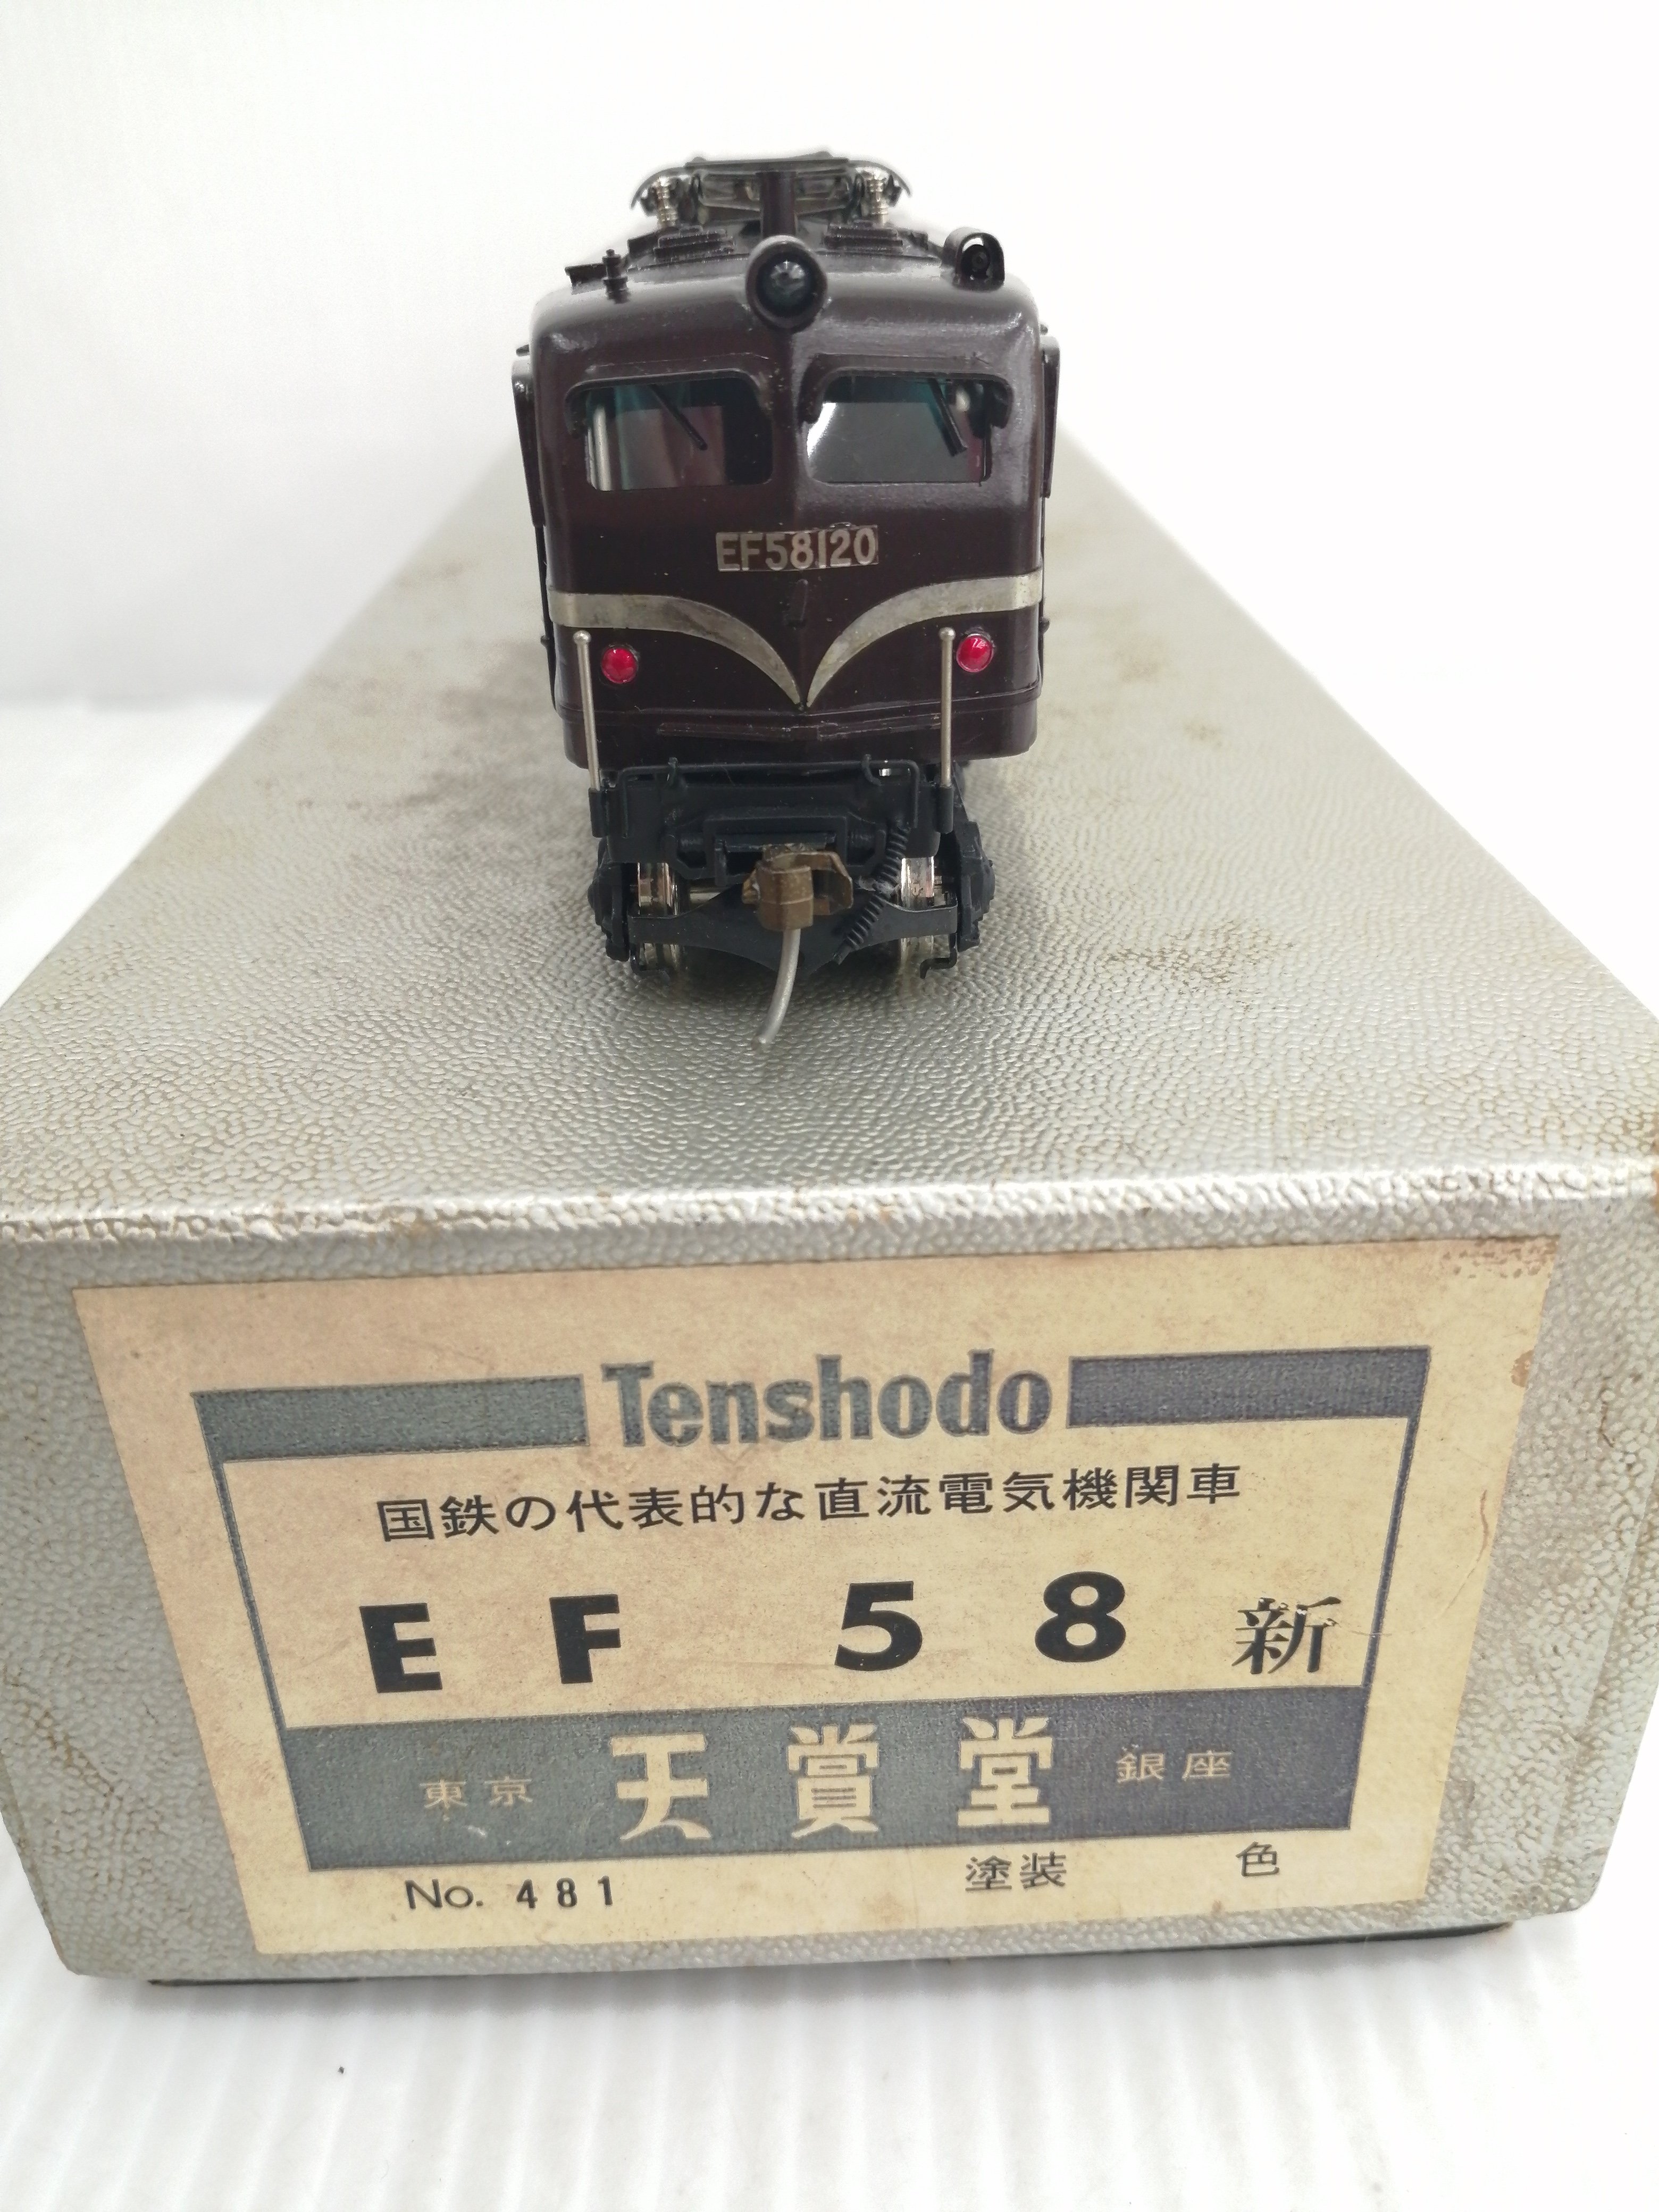 EF58120
Tenshodo
国鉄の代表的な直流電気機関車
EF 58 新
東京 天賞堂 銀座
No. 481 塗装 色